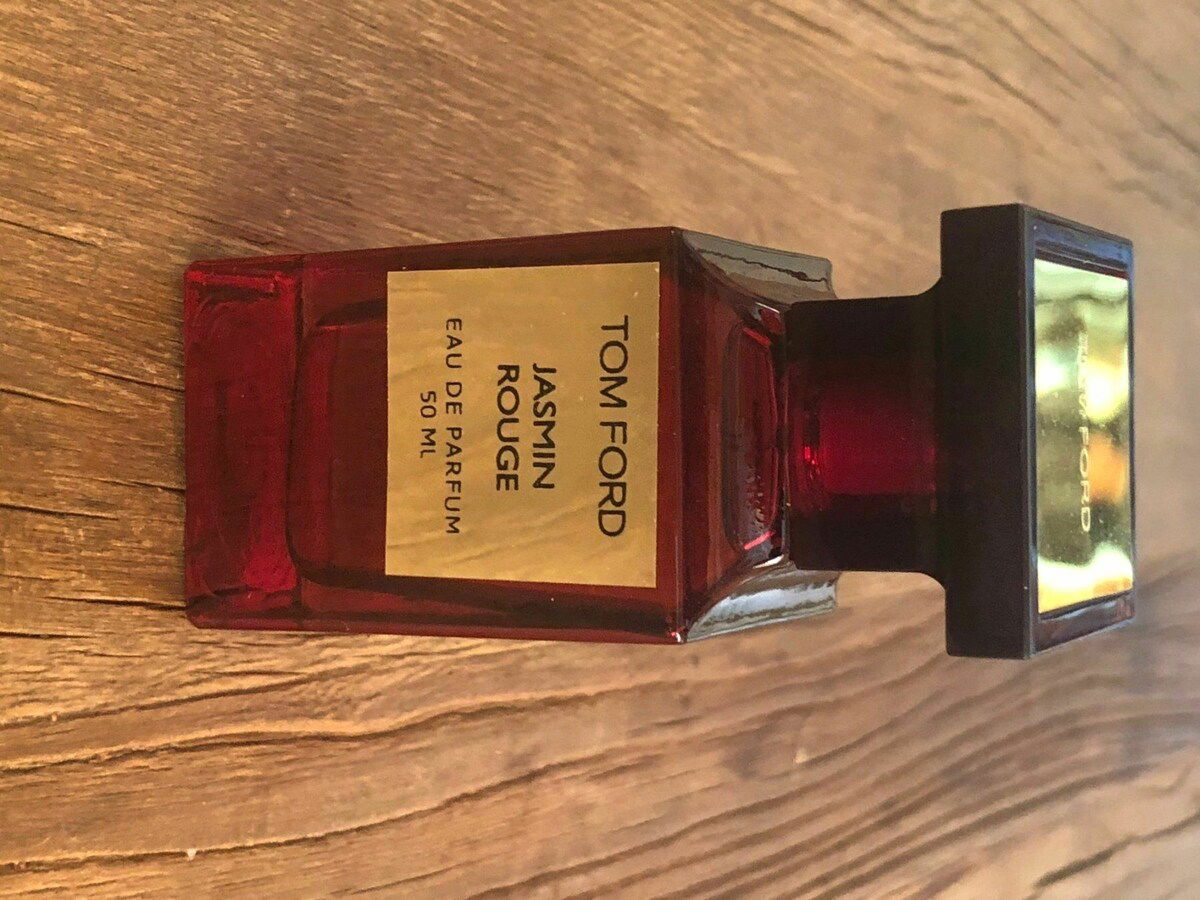 TOM FORD
JASMIN
ROUGE
EAU DE PARFUM
50 ML
TOM FORD